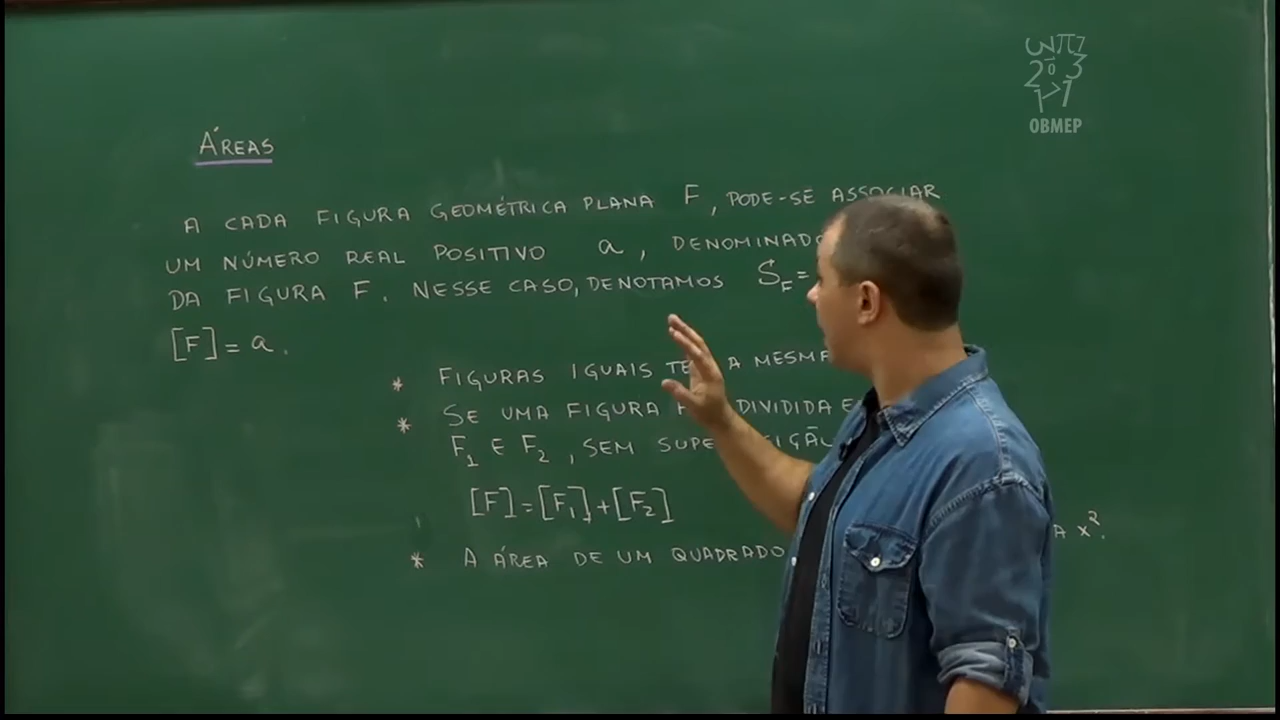 ÁREAS
A CADA FIGURA GEOMÉTRICA PLANA F, PODE-SE ASSOCIAR
UM NÚMERO REAL POSITIVO a, DENOMINADO
DA FIGURA F. NESSE CASO, DENOTAMOS S_F =
[F] = a.
* FIGURAS IGUAIS A MESMA
* SE UMA FIGURA DIVIDIDA
F₁ E F₂, SEM
[F] = [F₁] + [F₂]
* A ÁREA DE UM QUADRADO A x².
OBMEP